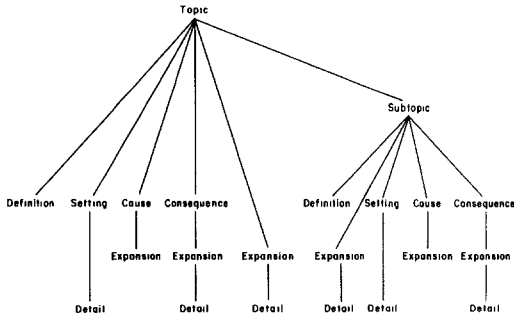 Topic
Subtopic
Definition Setting Cause Consequence Definition Setting Cause Consequence
Expansion Expansion Expansion Expansion Expansion Expansion
Detail Detail Detail Detail Detail Detail